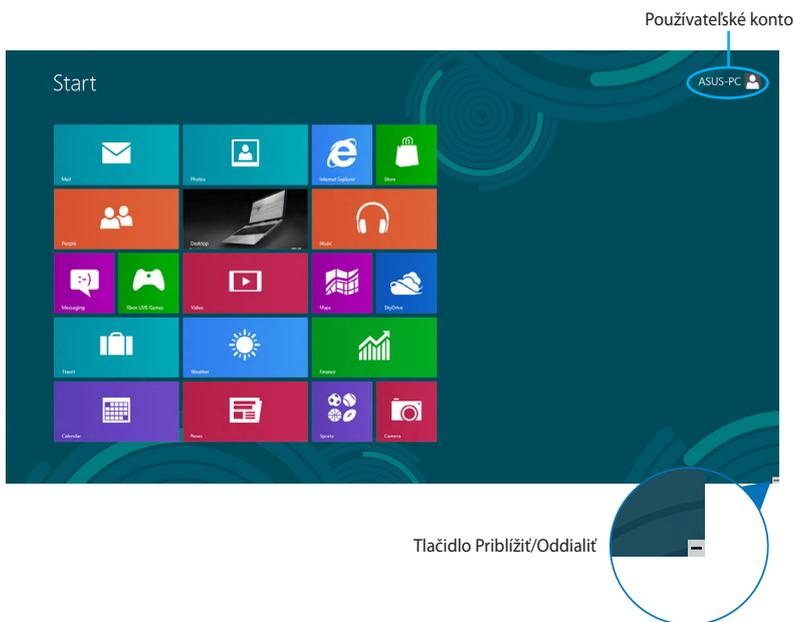 Používateľské konto
Start
ASUS-PC
Mail
Photos
Internet Explorer
Store
People
Desktop
Music
Messaging
Xbox LIVE Games
Video
Maps
SkyDrive
Travel
Weather
Finance
Calendar
News
Sports
Camera
Tlačidlo Priblížiť/Oddialiť